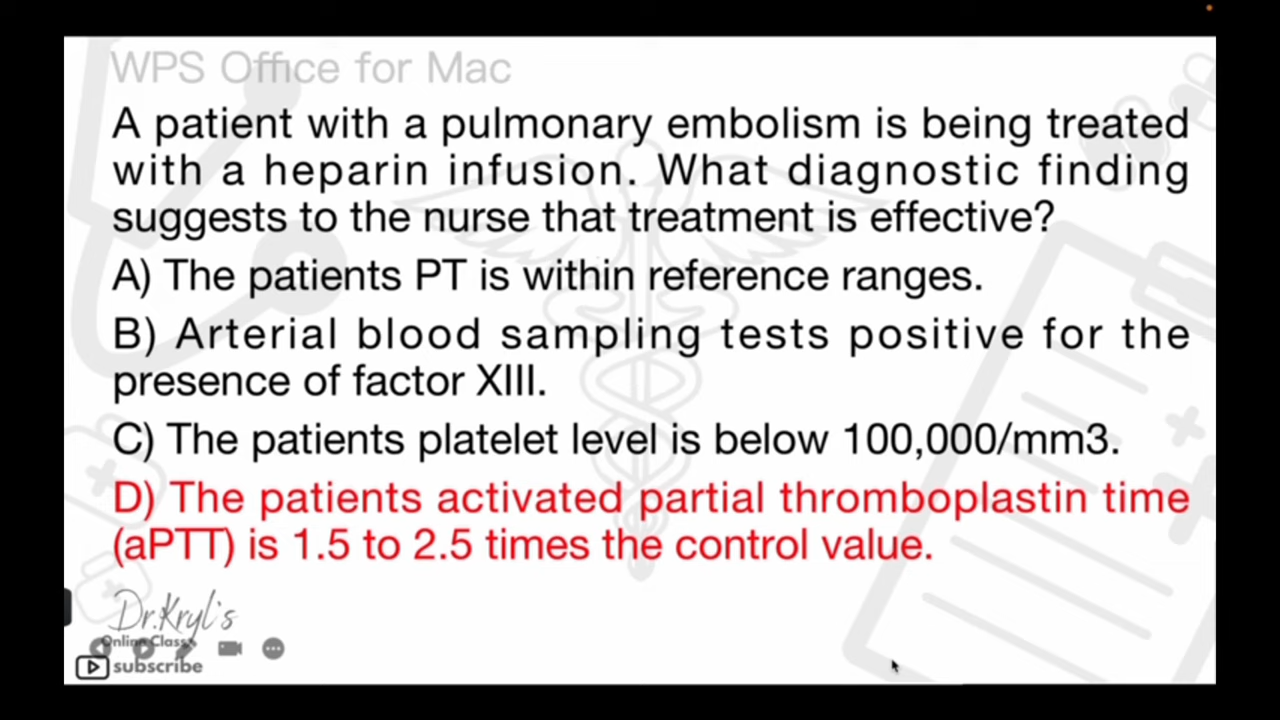 WPS Office for Mac
A patient with a pulmonary embolism is being treated
with a heparin infusion. What diagnostic finding
suggests to the nurse that treatment is effective?
A) The patients PT is within reference ranges.
B) Arterial blood sampling tests positive for the
presence of factor XIII.
C) The patients platelet level is below 100,000/mm3.
D) The patients activated partial thromboplastin time
(aPTT) is 1.5 to 2.5 times the control value.
Dr.Kryl's
Online Class
subscribe